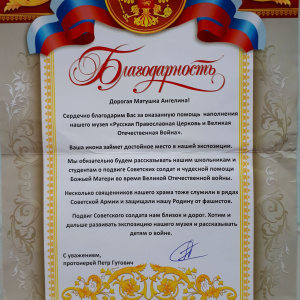 Благодарность
Дорогая Матушка Ангелина!
Сердечно благодарим Вас за оказанную помощь наполнения
нашего музея «Русская Православная Церковь и Великая
Отечественная Война».
Ваша икона займет достойное место в нашей экспозиции.
Мы обязательно будем рассказывать нашим школьникам и
студентам о подвиге Советских солдат и чудесной помощи
Божьей Матери во время Великой Отечественной войны.
Несколько священников нашего храма тоже служили в рядах
Советской Армии и защищали нашу Родину от фашистов.
Подвиг Советского солдата нам близок и дорог. Хотим и
дальше развивать экспозицию нашего музея и рассказывать
детям о войне.
С уважением,
протоиерей Петр Гутович